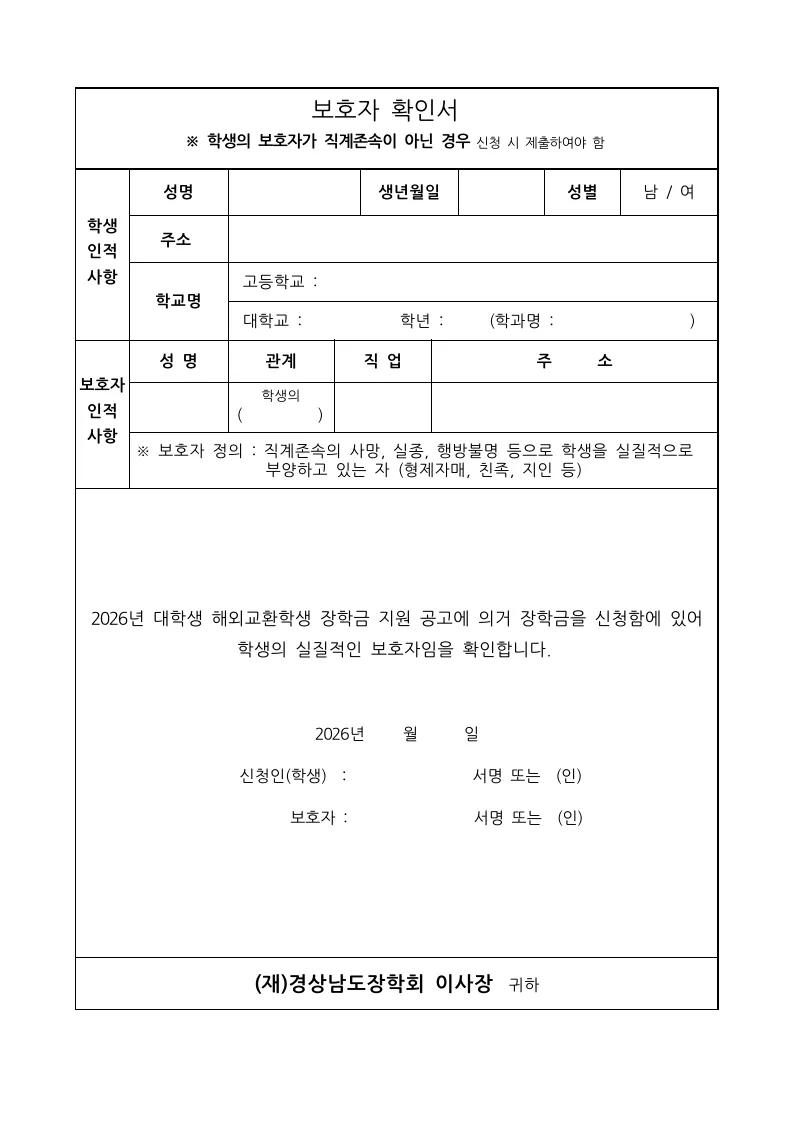 보호자 확인서
※ 학생의 보호자가 직계존속이 아닌 경우 신청 시 제출하여야 함
학생 인적 사항
성명 생년월일 성별 남 / 여
주소
학교명
고등학교 :
대학교 : 학년 : (학과명 : )
보호자 인적 사항
성 명 관계 직 업 주 소
학생의
( )
※ 보호자 정의 : 직계존속의 사망, 실종, 행방불명 등으로 학생을 실질적으로
부양하고 있는 자 (형제자매, 친족, 지인 등)
2026년 대학생 해외교환학생 장학금 지원 공고에 의거 장학금을 신청함에 있어
학생의 실질적인 보호자임을 확인합니다.
2026년 월 일
신청인(학생) : 서명 또는 (인)
보호자 : 서명 또는 (인)
(재)경상남도장학회 이사장 귀하